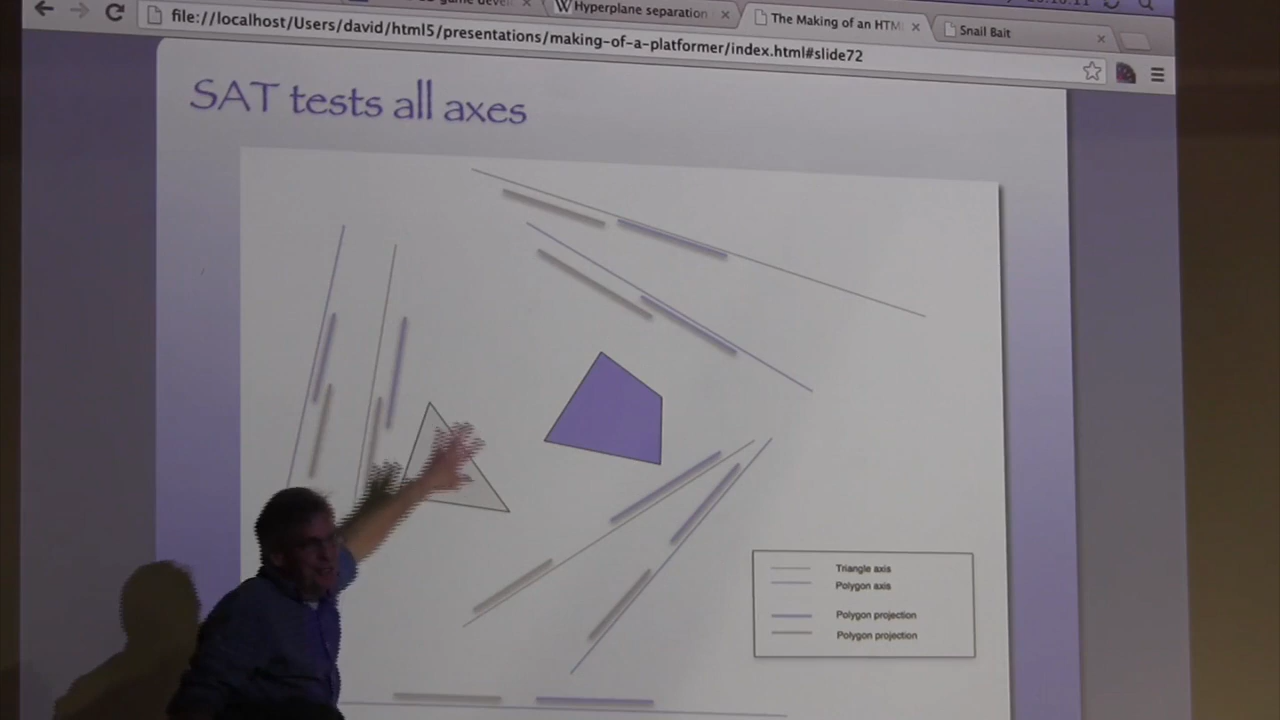 Hyperplane separation
The Making of an HTM
Snail Bait
file://localhost/Users/david/html5/presentations/making-of-a-platformer/index.html#slide72
SAT tests all axes
Triangle axis
Polygon axis
Polygon projection
Polygon projection